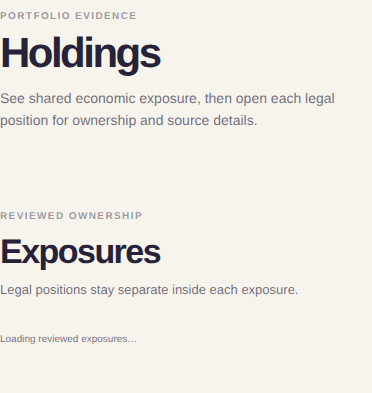 PORTFOLIO EVIDENCE
Holdings
See shared economic exposure, then open each legal
position for ownership and source details.
REVIEWED OWNERSHIP
Exposures
Legal positions stay separate inside each exposure.
Loading reviewed exposures…